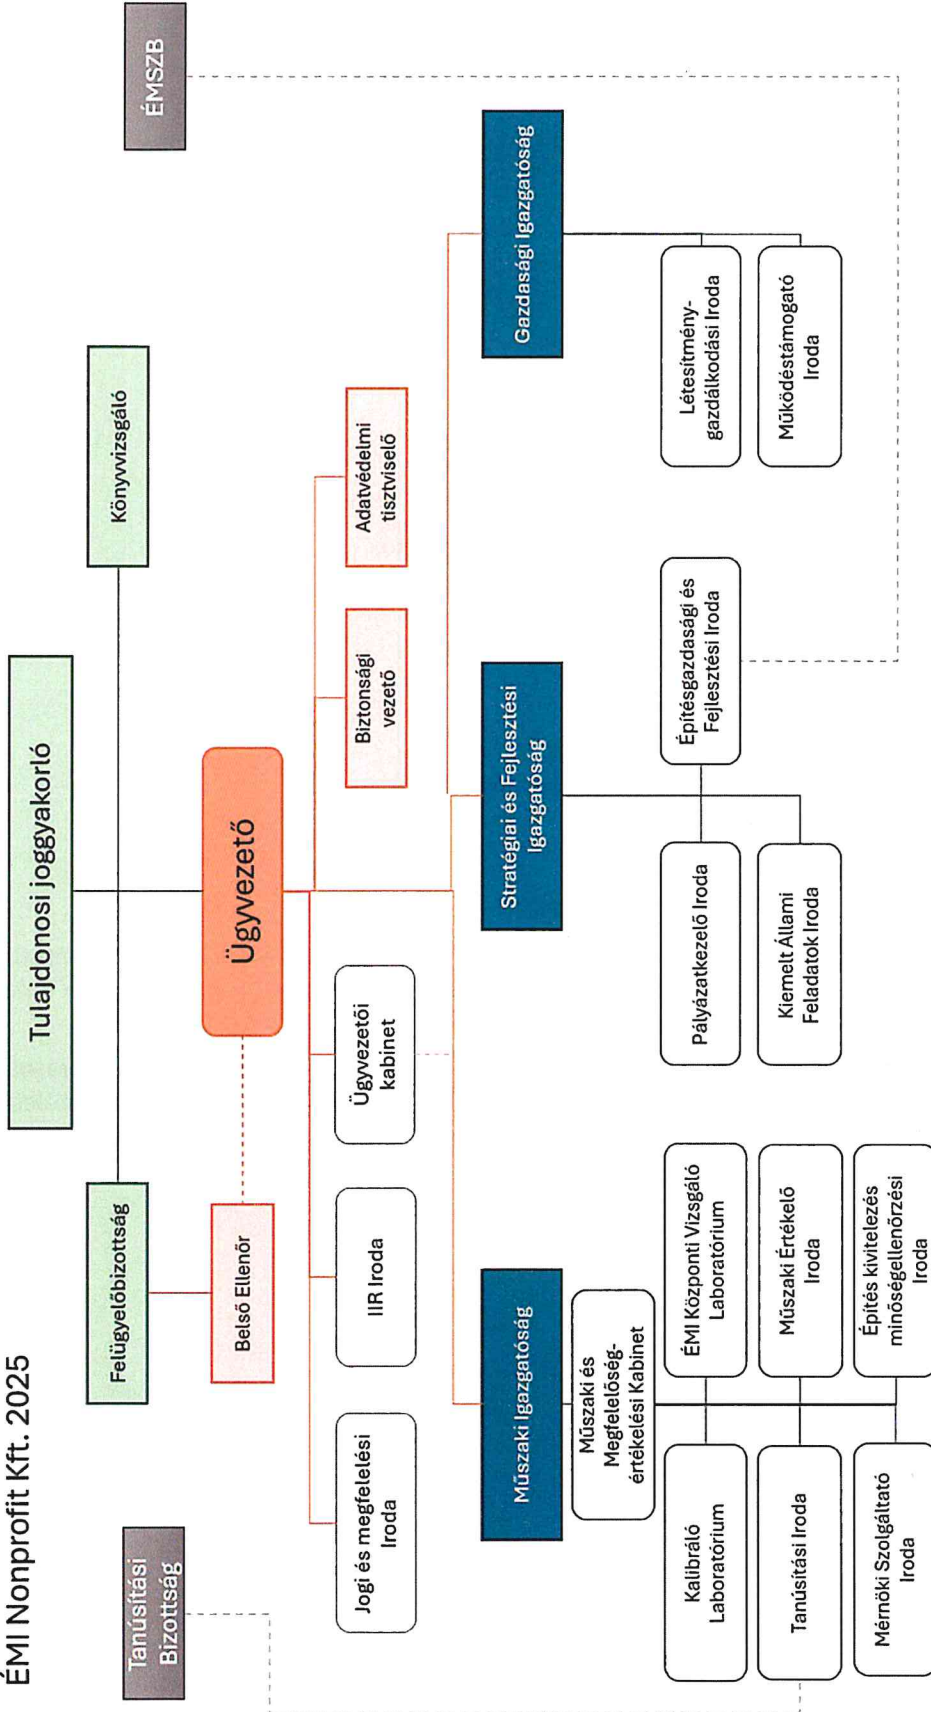 ÉMI Nonprofit Kft. 2025
Tulajdonosi joggyakorló
Felügyelőbizottság
Könyvvizsgáló
Tanúsítási
Bizottság
ÉMSZB
Ügyvezető
Belső Ellenőr
Jogi és megfelelési
Iroda
IIR Iroda
Ügyvezetői
kabinet
Biztonsági
vezető
Adatvédelmi
tisztviselő
Műszaki Igazgatóság
Stratégiai és Fejlesztési
Igazgatóság
Gazdasági Igazgatóság
Műszaki és
Megfelelőség-
értékelési Kabinet
Kalibráló
Laboratórium
ÉMI Központi Vizsgáló
Laboratórium
Tanúsítási Iroda
Műszaki Értékelő
Iroda
Mérnöki Szolgáltató
Iroda
Építés kivitelezés
minőségellenőrzési
Iroda
Pályázatkezelő Iroda
Építésgazdasági és
Fejlesztési Iroda
Kiemelt Állami
Feladatok Iroda
Létesítmény-
gazdálkodási Iroda
Működéstámogató
Iroda